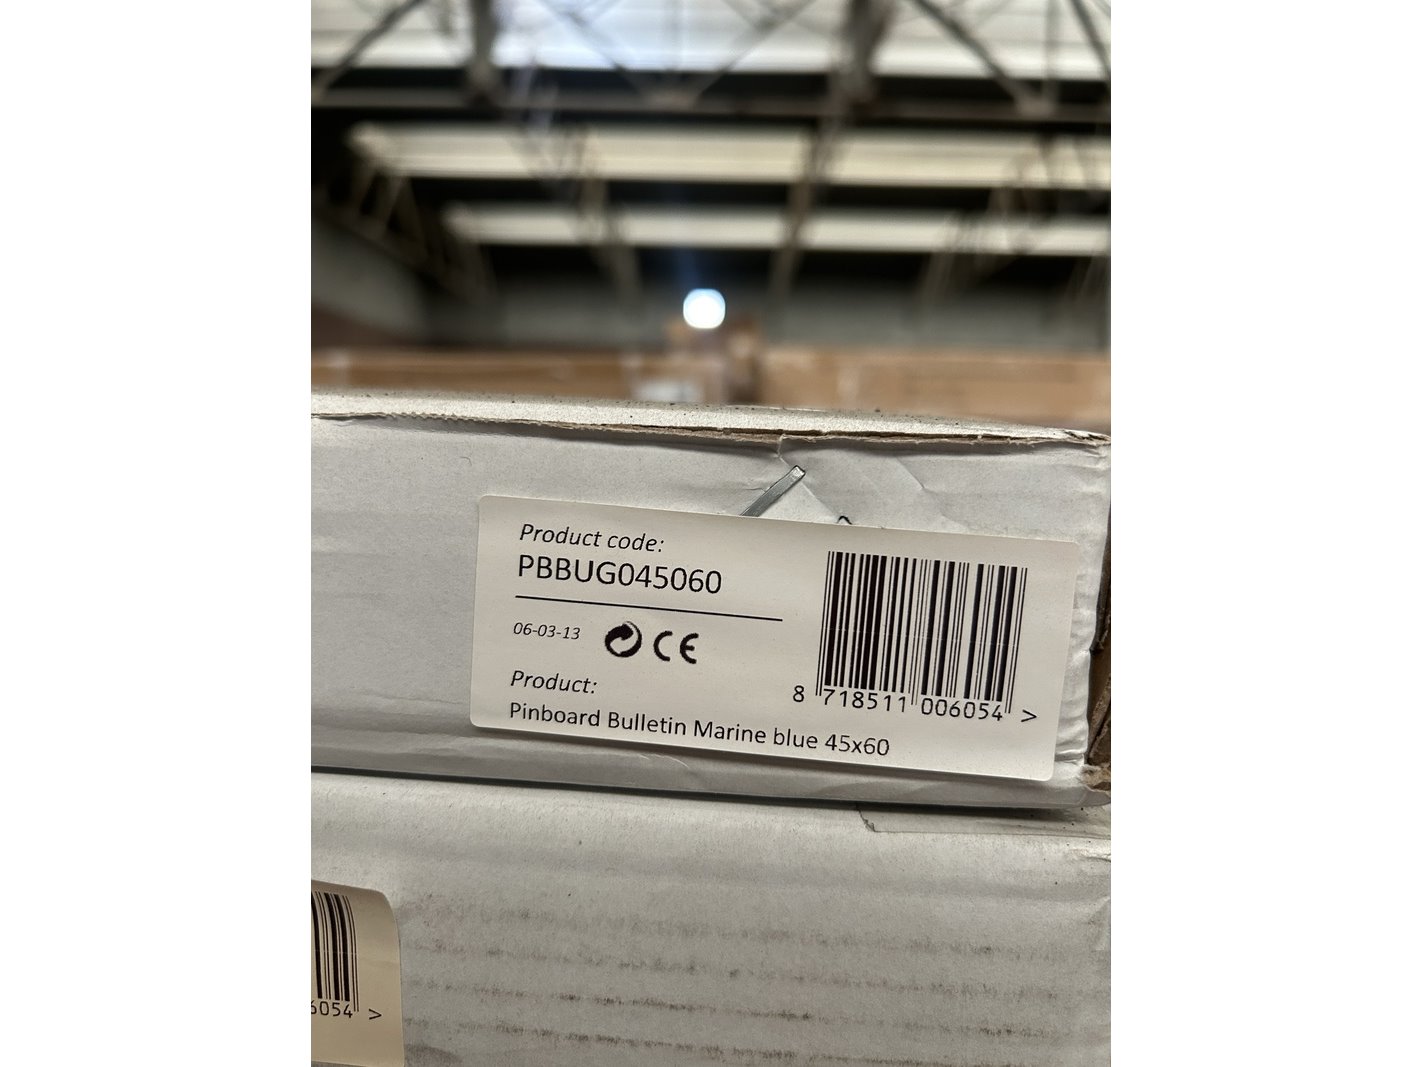 Product code:
PBBUG045060
06-03-13 CE
Product:
Pinboard Bulletin Marine blue 45x60
8 718511 006054 >
6054 >